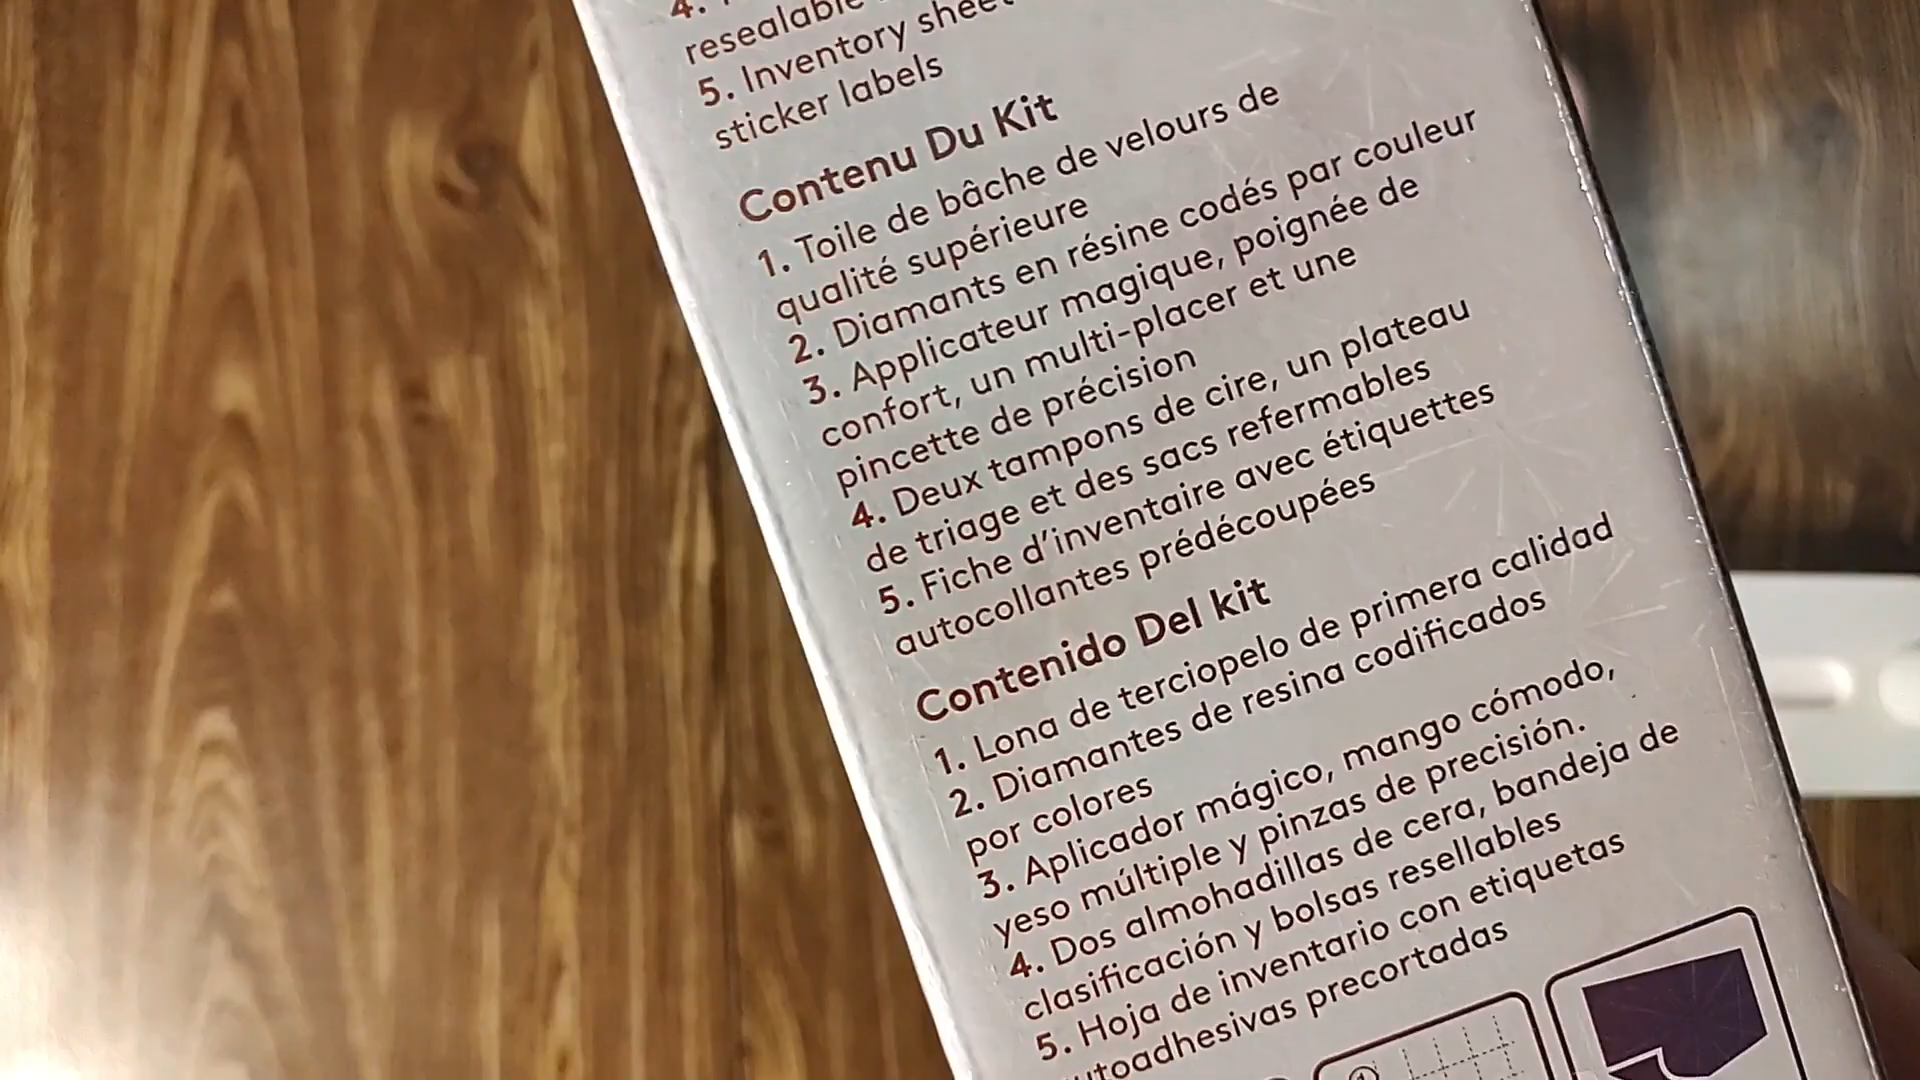 4.
resealable
5. Inventory sheet
sticker labels
Contenu Du Kit
1. Toile de bâche de velours de
qualité supérieure
2. Diamants en résine codés par couleur
3. Applicateur magique, poignée de
confort, un multi-placer et une
pincette de précision
4. Deux tampons de cire, un plateau
de triage et des sacs refermables
5. Fiche d'inventaire avec étiquettes
autocollantes prédécoupées
Contenido Del kit
1. Lona de terciopelo de primera calidad
2. Diamantes de resina codificados
por colores
3. Aplicador mágico, mango cómodo,
yeso múltiple y pinzas de precisión.
4. Dos almohadillas de cera, bandeja de
clasificación y bolsas resellables
5. Hoja de inventario con etiquetas
utoadhesivas precortadas